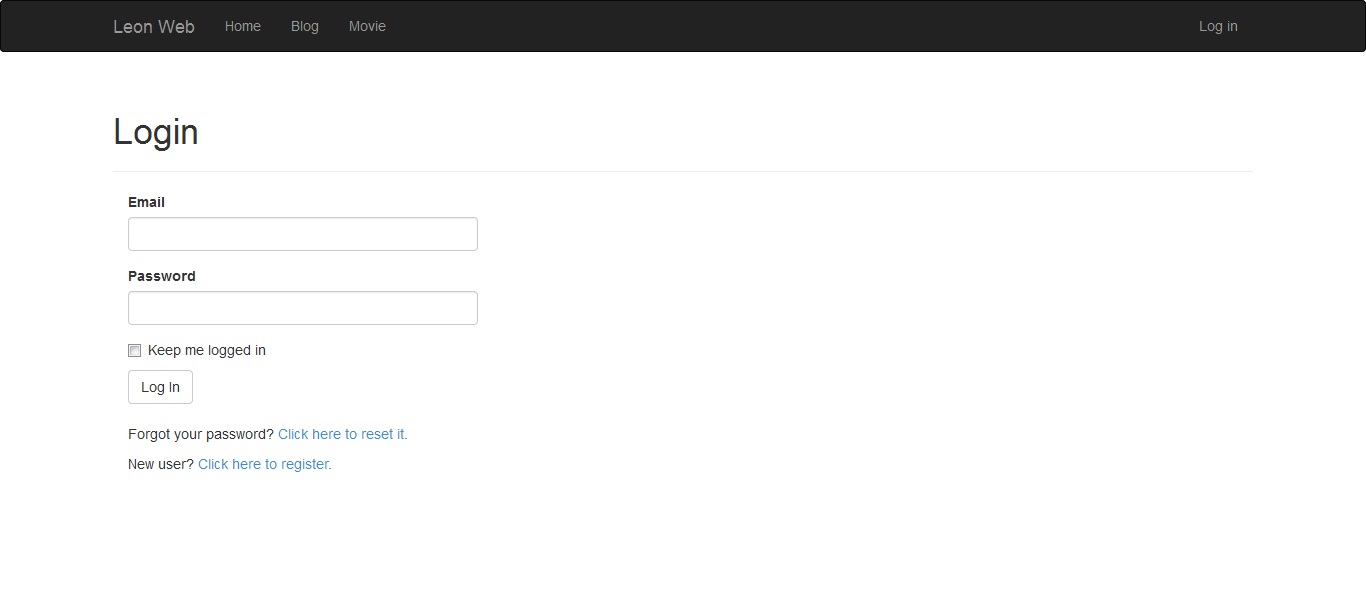 Leon Web Home Blog Movie Log in
Login
Email
Password
Keep me logged in
Log In
Forgot your password? Click here to reset it.
New user? Click here to register.